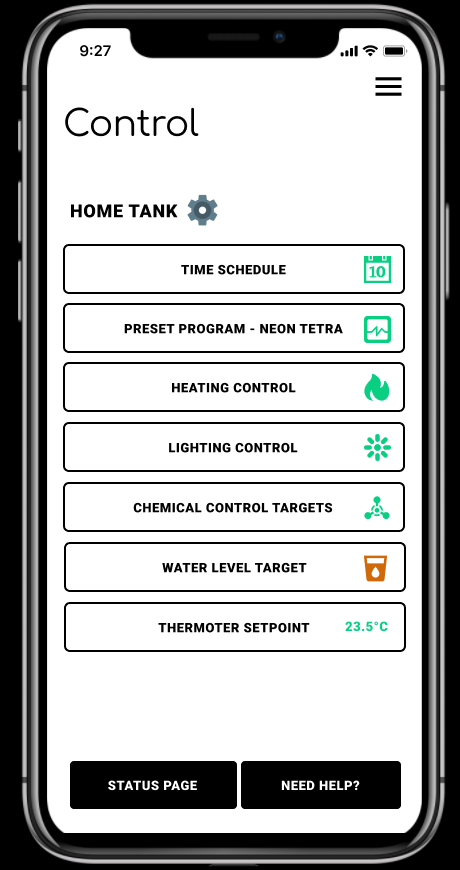 9:27
Control
HOME TANK
TIME SCHEDULE
10
PRESET PROGRAM - NEON TETRA
HEATING CONTROL
LIGHTING CONTROL
CHEMICAL CONTROL TARGETS
WATER LEVEL TARGET
THERMOTER SETPOINT 23.5°C
STATUS PAGE NEED HELP?